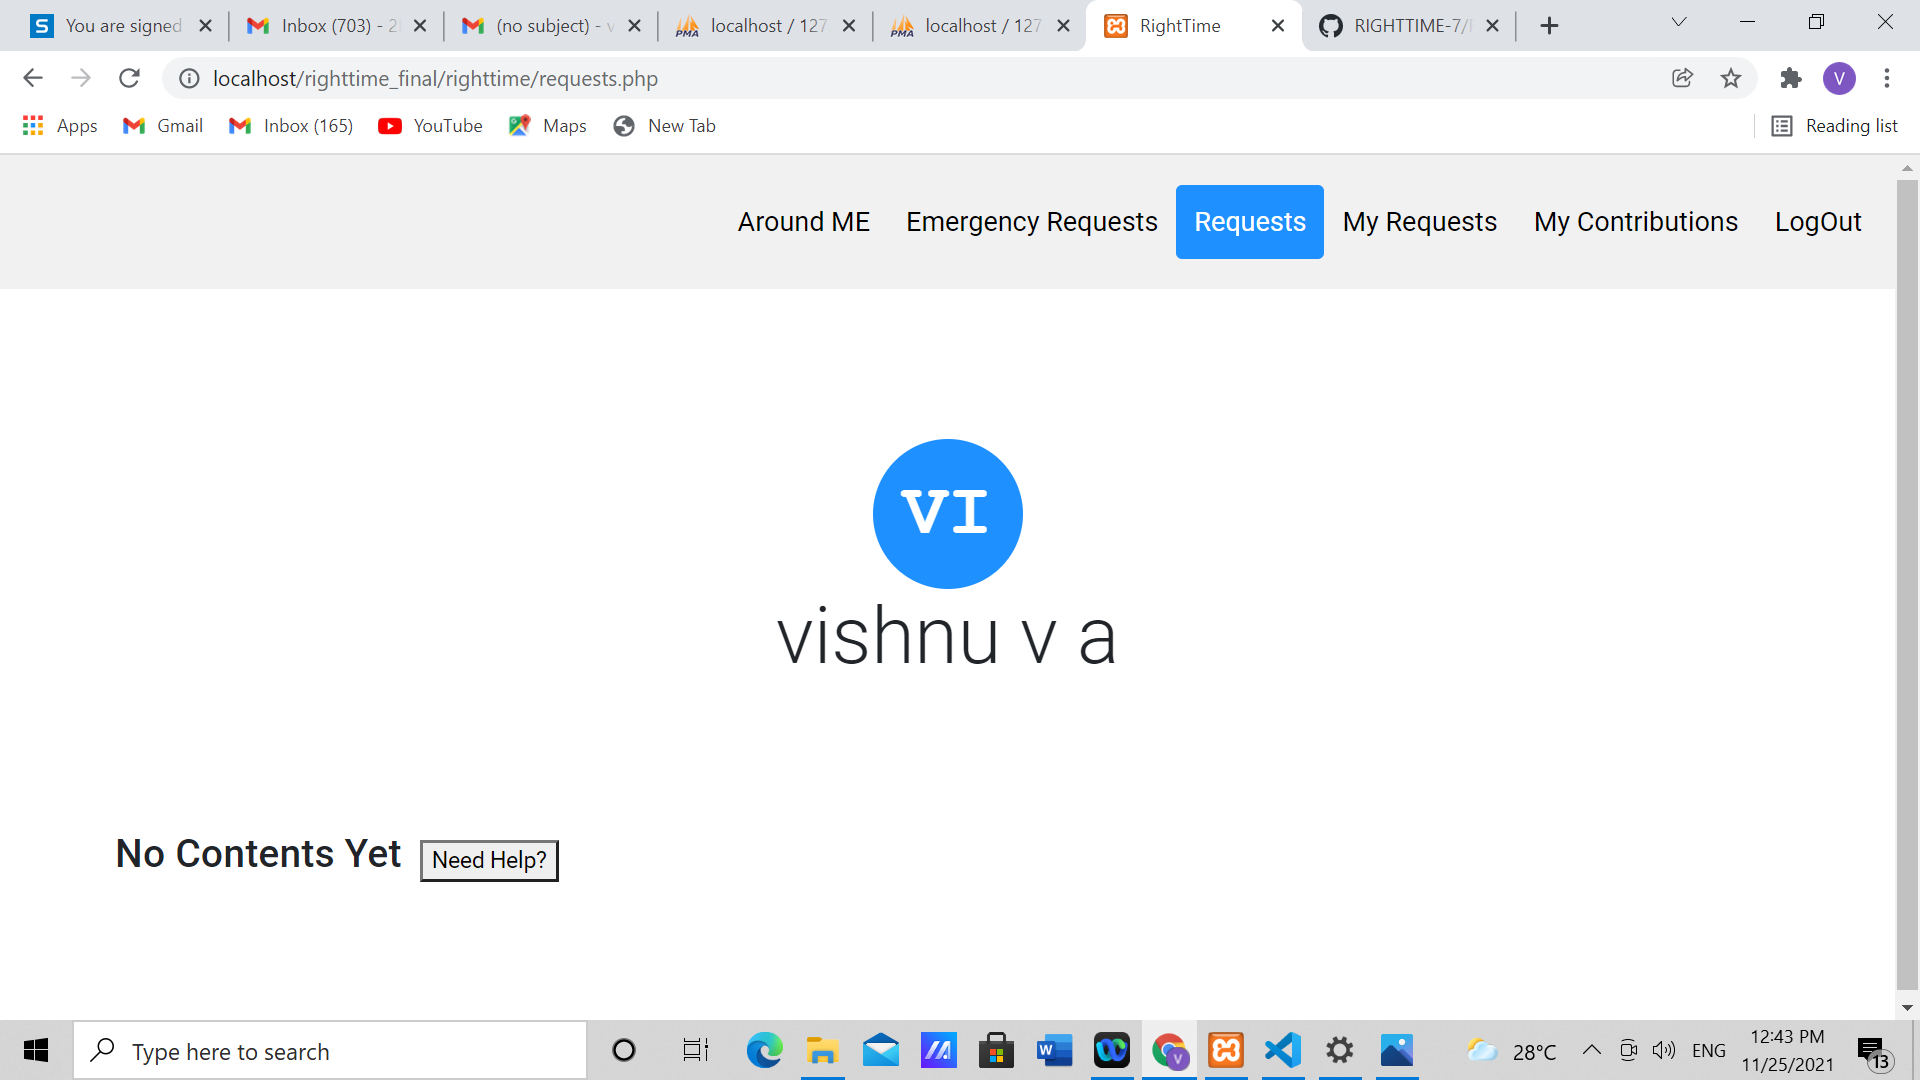 You are signed
Inbox (703) - 2
(no subject) - v
localhost / 127
localhost / 127
RightTime
RIGHTTIME-7/
localhost/righttime_final/righttime/requests.php
V
Apps
Gmail
Inbox (165)
YouTube
Maps
New Tab
Reading list
Around ME
Emergency Requests
Requests
My Requests
My Contributions
LogOut
VI
vishnu v a
No Contents Yet
Need Help?
Type here to search
28°C
ENG
12:43 PM
11/25/2021
13